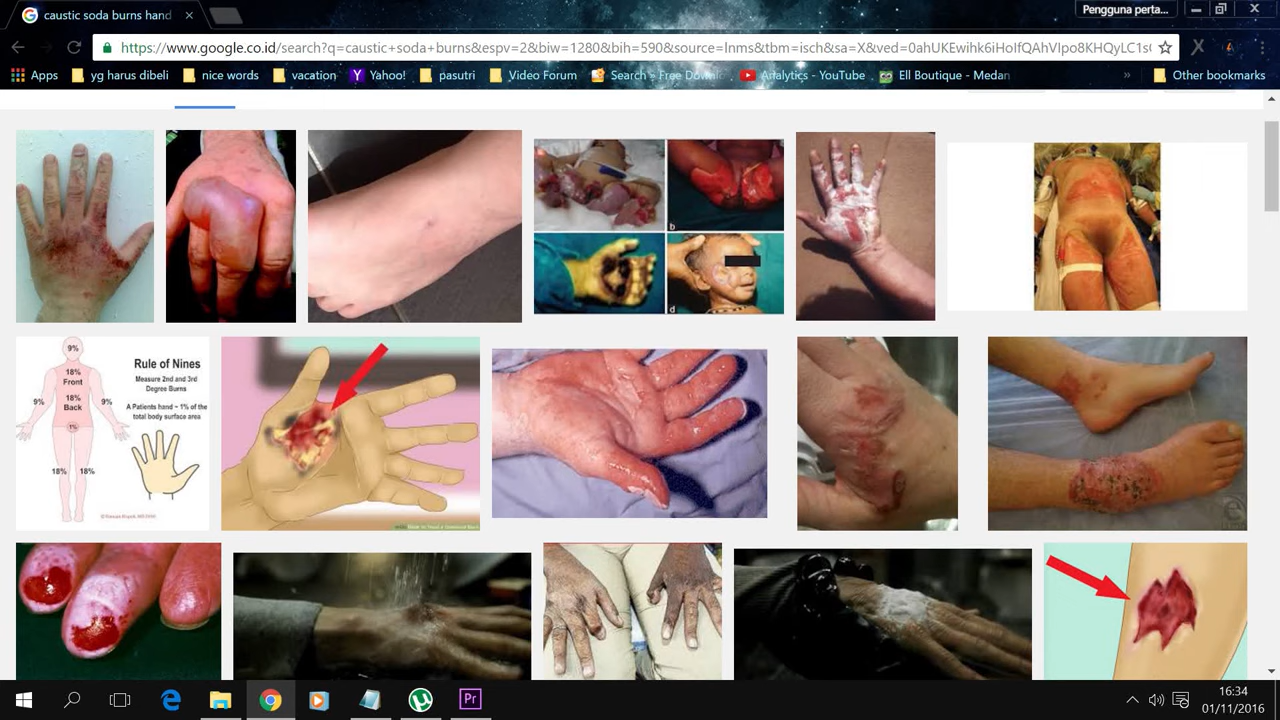 caustic soda burns hand
Pengguna perta...
https://www.google.co.id/search?q=caustic+soda+burns&espv=2&biw=1280&bih=590&source=lnms&tbm=isch&sa=X&ved=
Apps yg harus dibeli nice words vacation Yahoo! pasutri Video Forum Search » Free Downlo Analytics - YouTube Ell Boutique - Medan » Other bookmarks
b
d
9%
18%
Front
18%
Back
9%
9%
1%
18%
18%
Rule of Nines
Measure 2nd and 3rd
Degree Burns
A Patients hand ~ 1% of the
total body surface area
Pr
16:34
01/11/2016